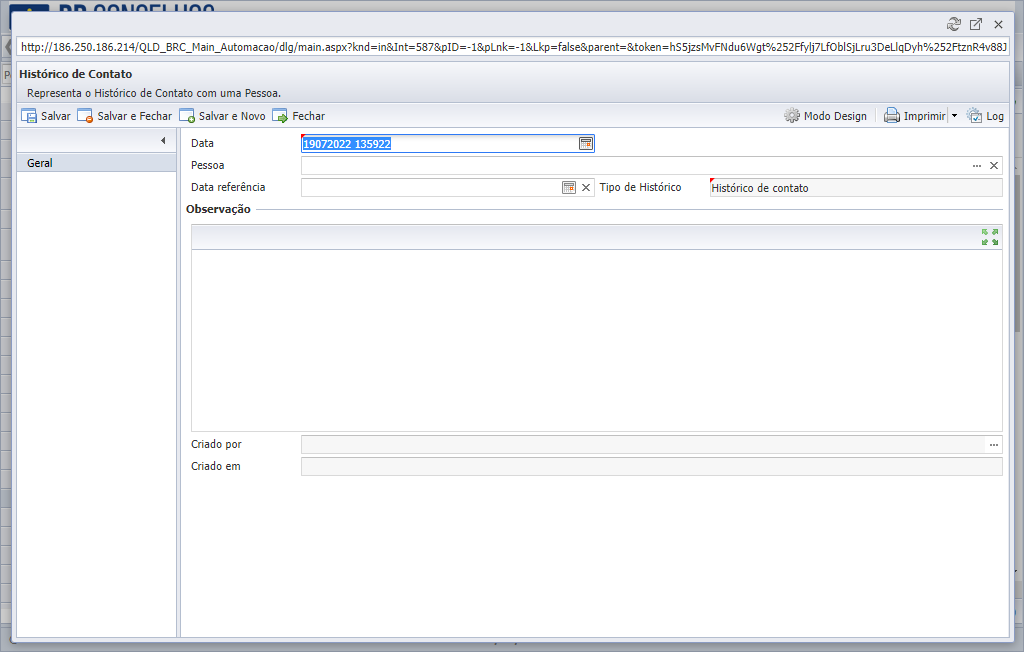 http://186.250.186.214/QLD_BRC_Main_Automacao/dlg/main.aspx?knd=in&Int=587&pID=-1&pLnk=-1&Lkp=false&parent=&token=hS5jzsMvFNdu6Wgt%252Ffylj7LfOblSjLru3DeLlqDyh%252FtznR4v88J
Histórico de Contato
Representa o Histórico de Contato com uma Pessoa.
Salvar Salvar e Fechar Salvar e Novo Fechar Modo Design Imprimir Log
Geral
Data 19072022 135922
Pessoa
Data referência Tipo de Histórico Histórico de contato
Observação
Criado por
Criado em